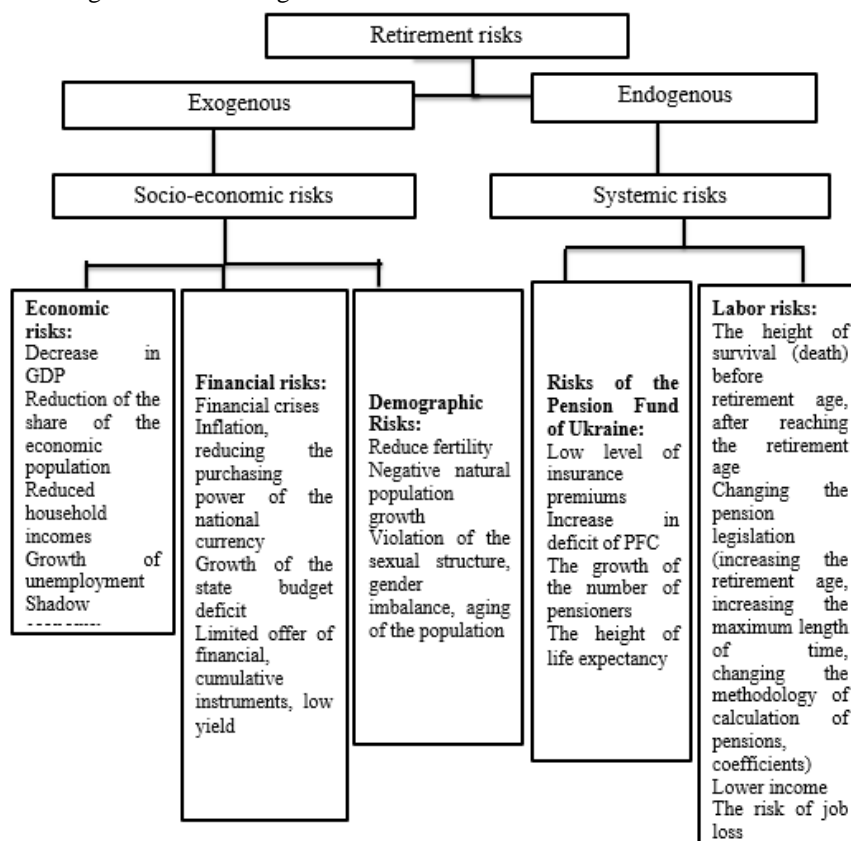 Retirement risks
Exogenous
Endogenous
Socio-economic risks
Systemic risks
Economic
risks:
Decrease in
GDP
Reduction of the
share of the
economic
population
Reduced
household
incomes
Growth of
unemployment
Shadow
Financial risks:
Financial crises
Inflation,
reducing the
purchasing
power of the
national
currency
Growth of the
state budget
deficit
Limited offer of
financial,
cumulative
instruments, low
yield
Demographic
Risks:
Reduce fertility
Negative natural
population
growth
Violation of the
sexual structure,
gender
imbalance, aging
of the population
Risks of the
Pension Fund
of Ukraine:
Low level of
insurance
premiums
Increase in
deficit of PFC
The growth of
the number of
pensioners
The height of
life expectancy
Labor risks:
The height of
survival (death)
before
retirement age,
after reaching
the retirement
age
Changing the
pension
legislation
(increasing the
retirement age,
increasing the
maximum length
of time,
changing the
methodology of
calculation of
pensions,
coefficients)
Lower income
The risk of job
loss